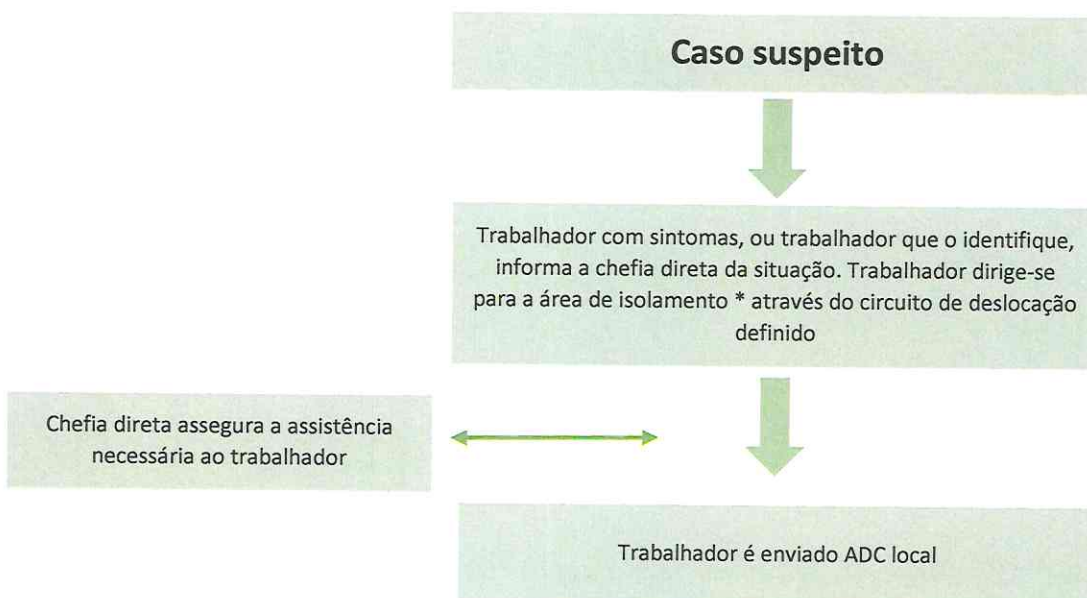 Caso suspeito
Trabalhador com sintomas, ou trabalhador que o identifique,
informa a chefia direta da situação. Trabalhador dirige-se
para a área de isolamento * através do circuito de deslocação
definido
Chefia direta assegura a assistência
necessária ao trabalhador
Trabalhador é enviado ADC local